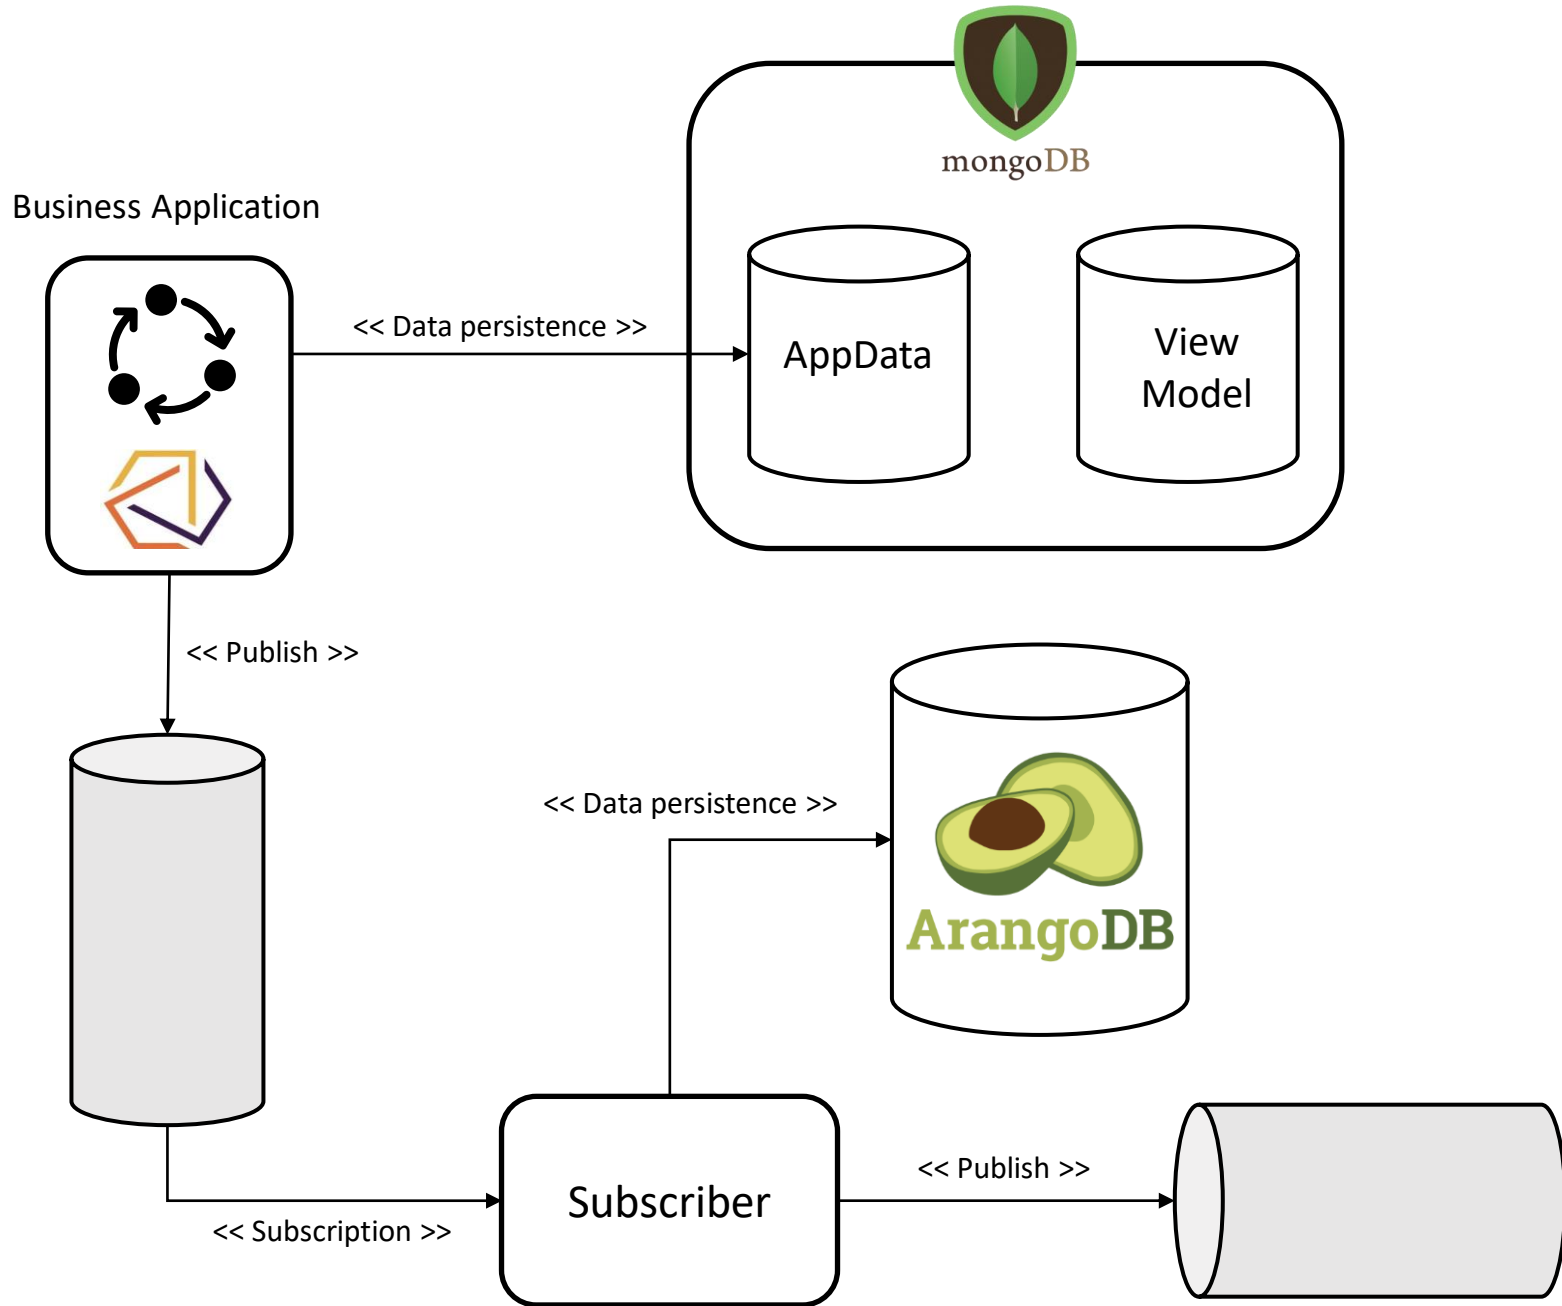 mongoDB
Business Application
<< Data persistence >>
AppData
View
Model
<< Publish >>
<< Data persistence >>
ArangoDB
Subscriber
<< Publish >>
<< Subscription >>